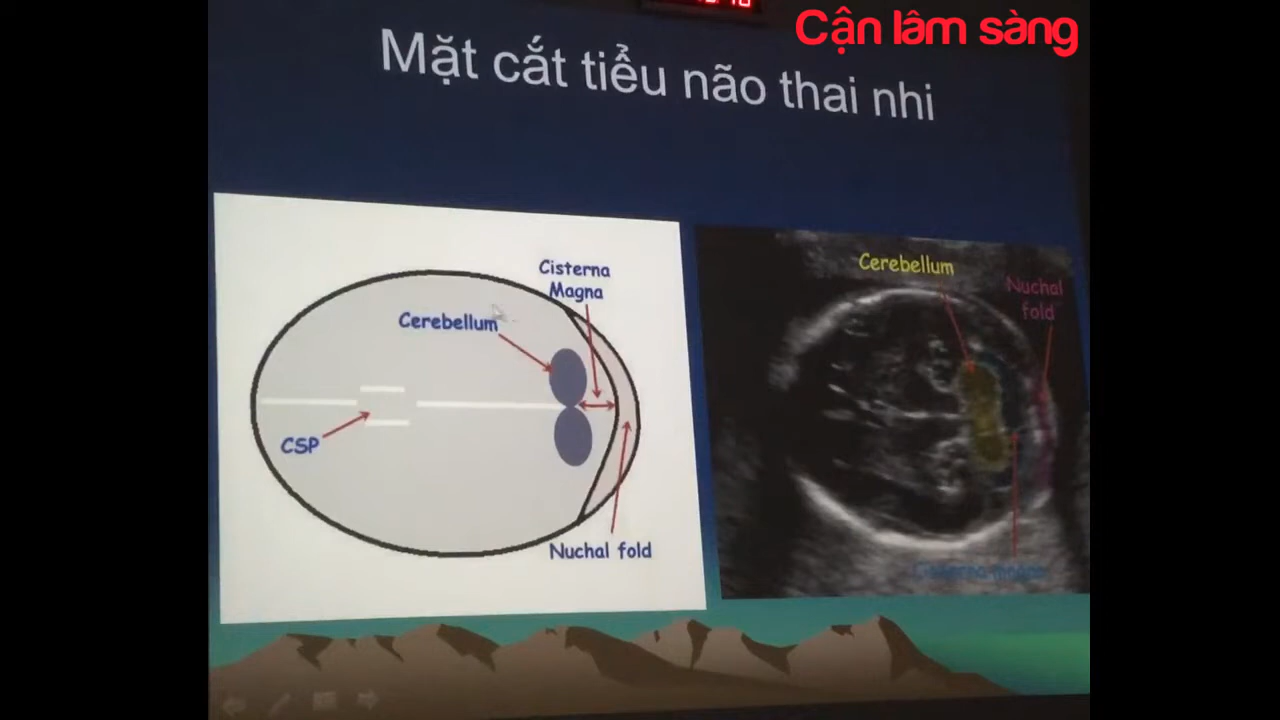 Cận lâm sàng
Mặt cắt tiểu não thai nhi
Cisterna
Magna
Cerebellum
CSP
Nuchal fold
Cerebellum
Nuchal
fold